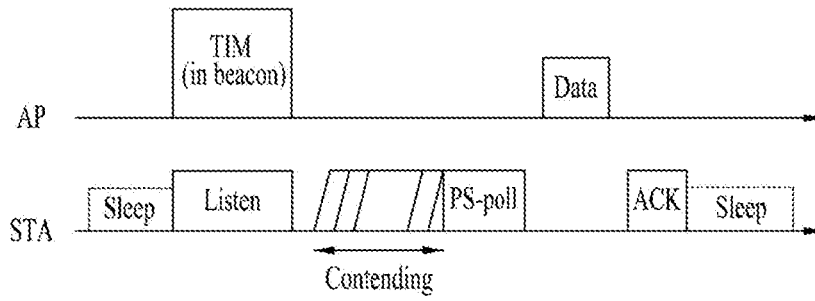 TIM
(in beacon)
Data
AP
Sleep
Listen
PS-poll
ACK
Sleep
STA
Contending